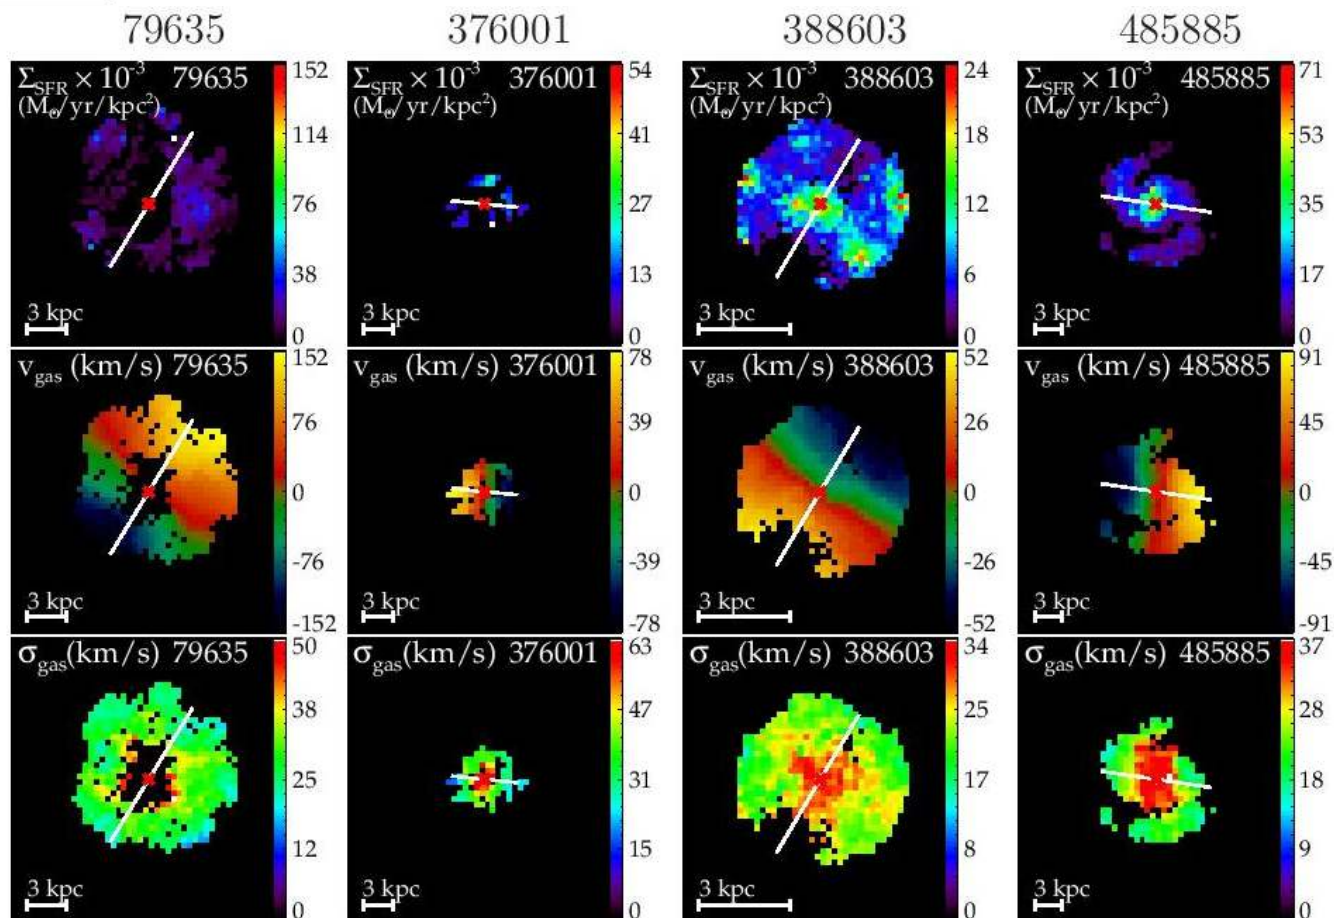 79635 376001 388603 485885
Σ_SFR × 10^-3 79635
(M_⊙/yr/kpc²)
152
114
76
38
0
3 kpc
Σ_SFR × 10^-3 376001
(M_⊙/yr/kpc²)
54
41
27
13
0
3 kpc
Σ_SFR × 10^-3 388603
(M_⊙/yr/kpc²)
24
18
12
6
0
3 kpc
Σ_SFR × 10^-3 485885
(M_⊙/yr/kpc²)
71
53
35
17
0
3 kpc
v_gas (km/s) 79635
152
76
0
-76
-152
3 kpc
v_gas (km/s) 376001
78
39
0
-39
-78
3 kpc
v_gas (km/s) 388603
52
26
0
-26
-52
3 kpc
v_gas (km/s) 485885
91
45
0
-45
-91
3 kpc
σ_gas(km/s) 79635
50
38
25
12
0
3 kpc
σ_gas(km/s) 376001
63
47
31
15
0
3 kpc
σ_gas(km/s) 388603
34
25
17
8
0
3 kpc
σ_gas(km/s) 485885
37
28
18
9
0
3 kpc